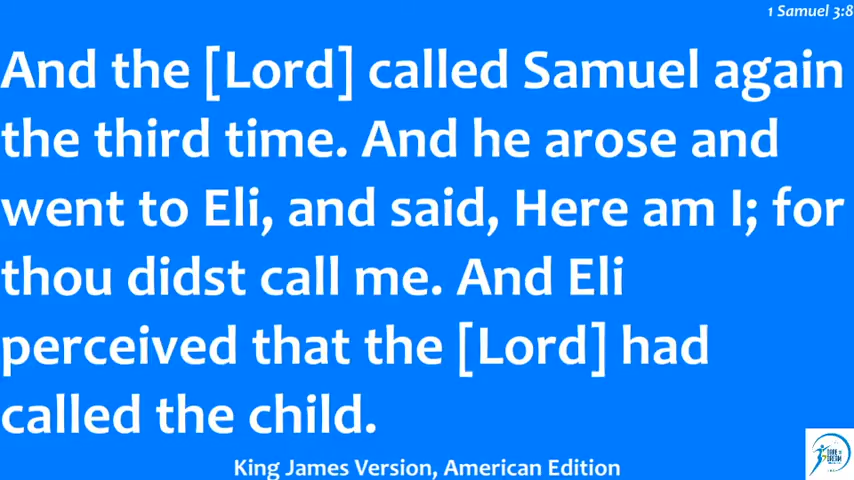 1 Samuel 3:8
And the [Lord] called Samuel again
the third time. And he arose and
went to Eli, and said, Here am I; for
thou didst call me. And Eli
perceived that the [Lord] had
called the child.
King James Version, American Edition